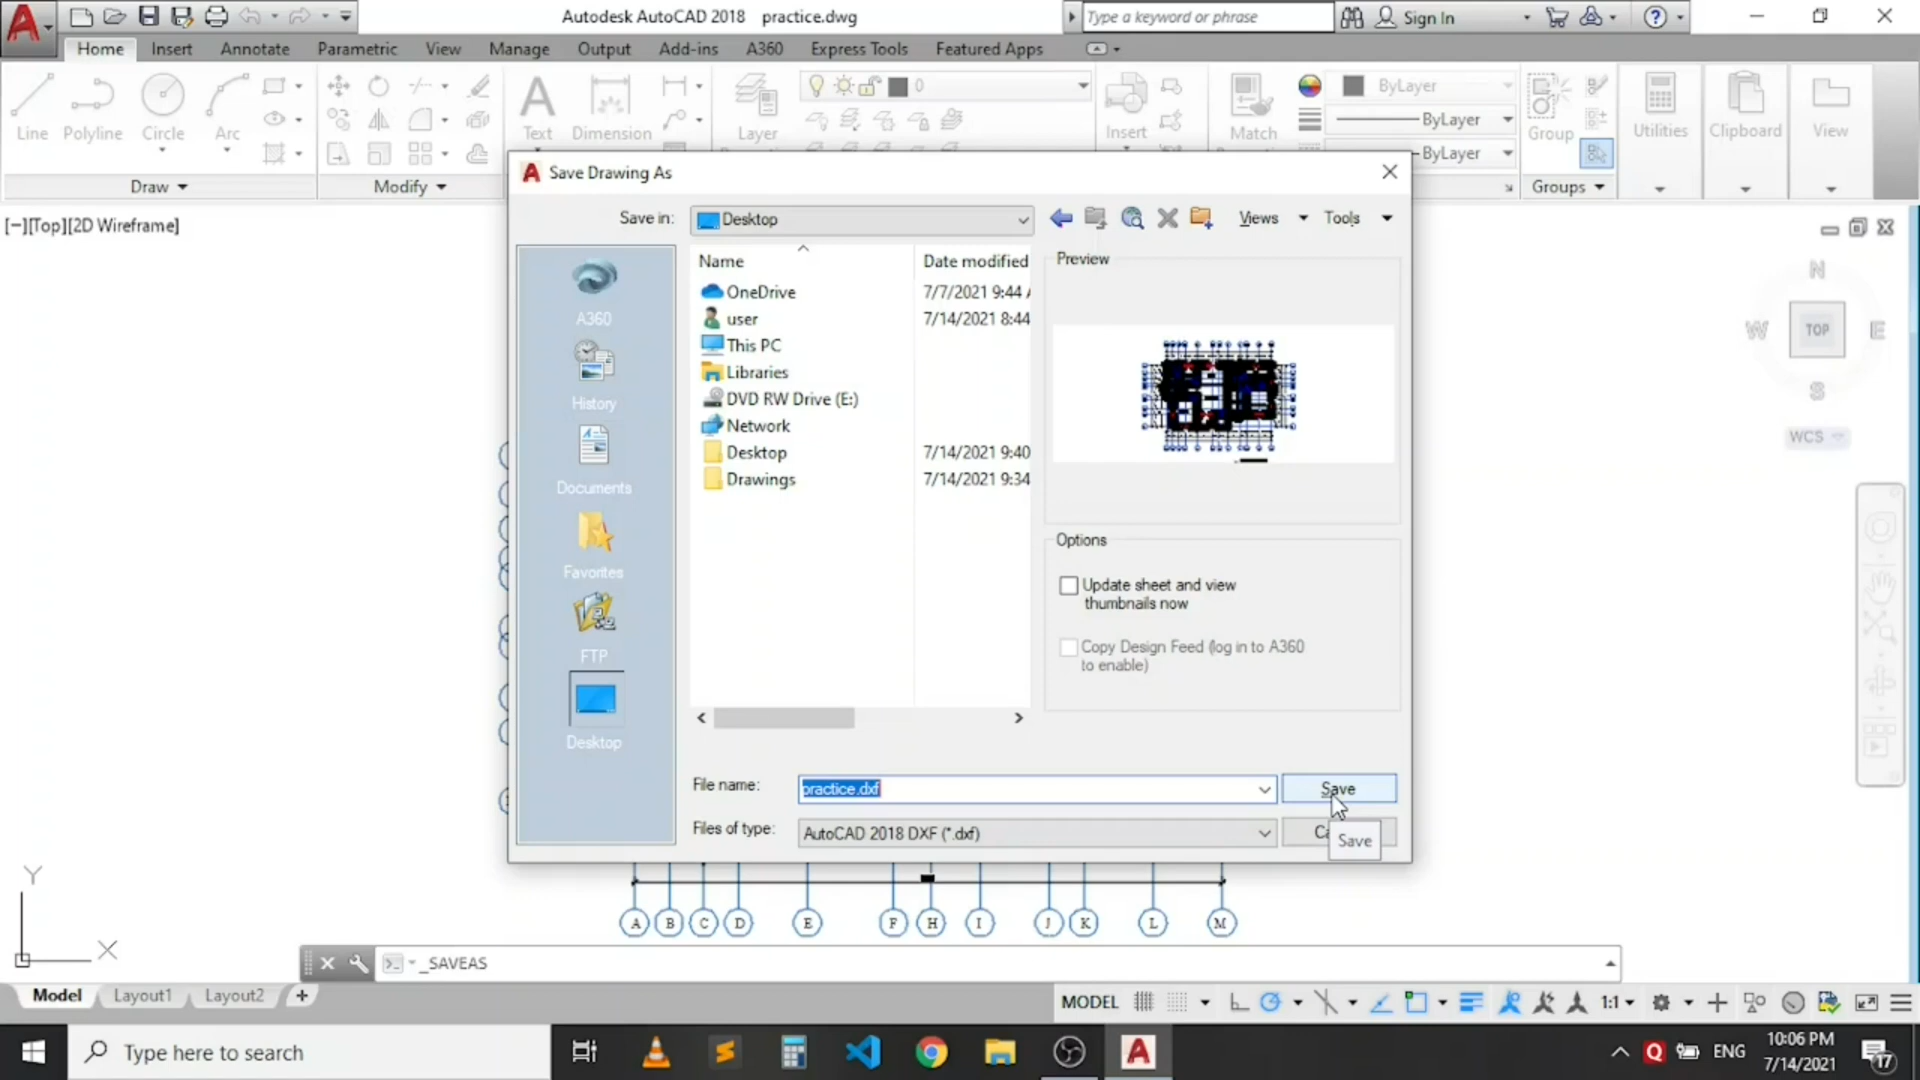 Autodesk AutoCAD 2018 practice.dwg
Type a keyword or phrase
Sign In
Home Insert Annotate Parametric View Manage Output Add-ins A360 Express Tools Featured Apps
0
ByLayer
ByLayer
ByLayer
Line Polyline Circle Arc
Text Dimension
Layer
Insert
Match
Group
Utilities Clipboard View
Draw
Modify
Groups
[−][Top][2D Wireframe]
Save Drawing As
Save in: Desktop
Views Tools
Name Date modified
OneDrive 7/7/2021 9:44
user 7/14/2021 8:44
This PC
Libraries
DVD RW Drive (E:)
Network
Desktop 7/14/2021 9:40
Drawings 7/14/2021 9:34
A360
History
Documents
Favorites
FTP
Desktop
Preview
Options
Update sheet and view
thumbnails now
Copy Design Feed (log in to A360
to enable)
File name: practice.dxf
Save
Files of type: AutoCAD 2018 DXF (*.dxf)
Save
N
W TOP E
S
WCS
Y
X
A B C D E F H I J K L M
_SAVEAS
Model Layout1 Layout2 +
MODEL
1:1
Type here to search
ENG
10:06 PM
7/14/2021
17